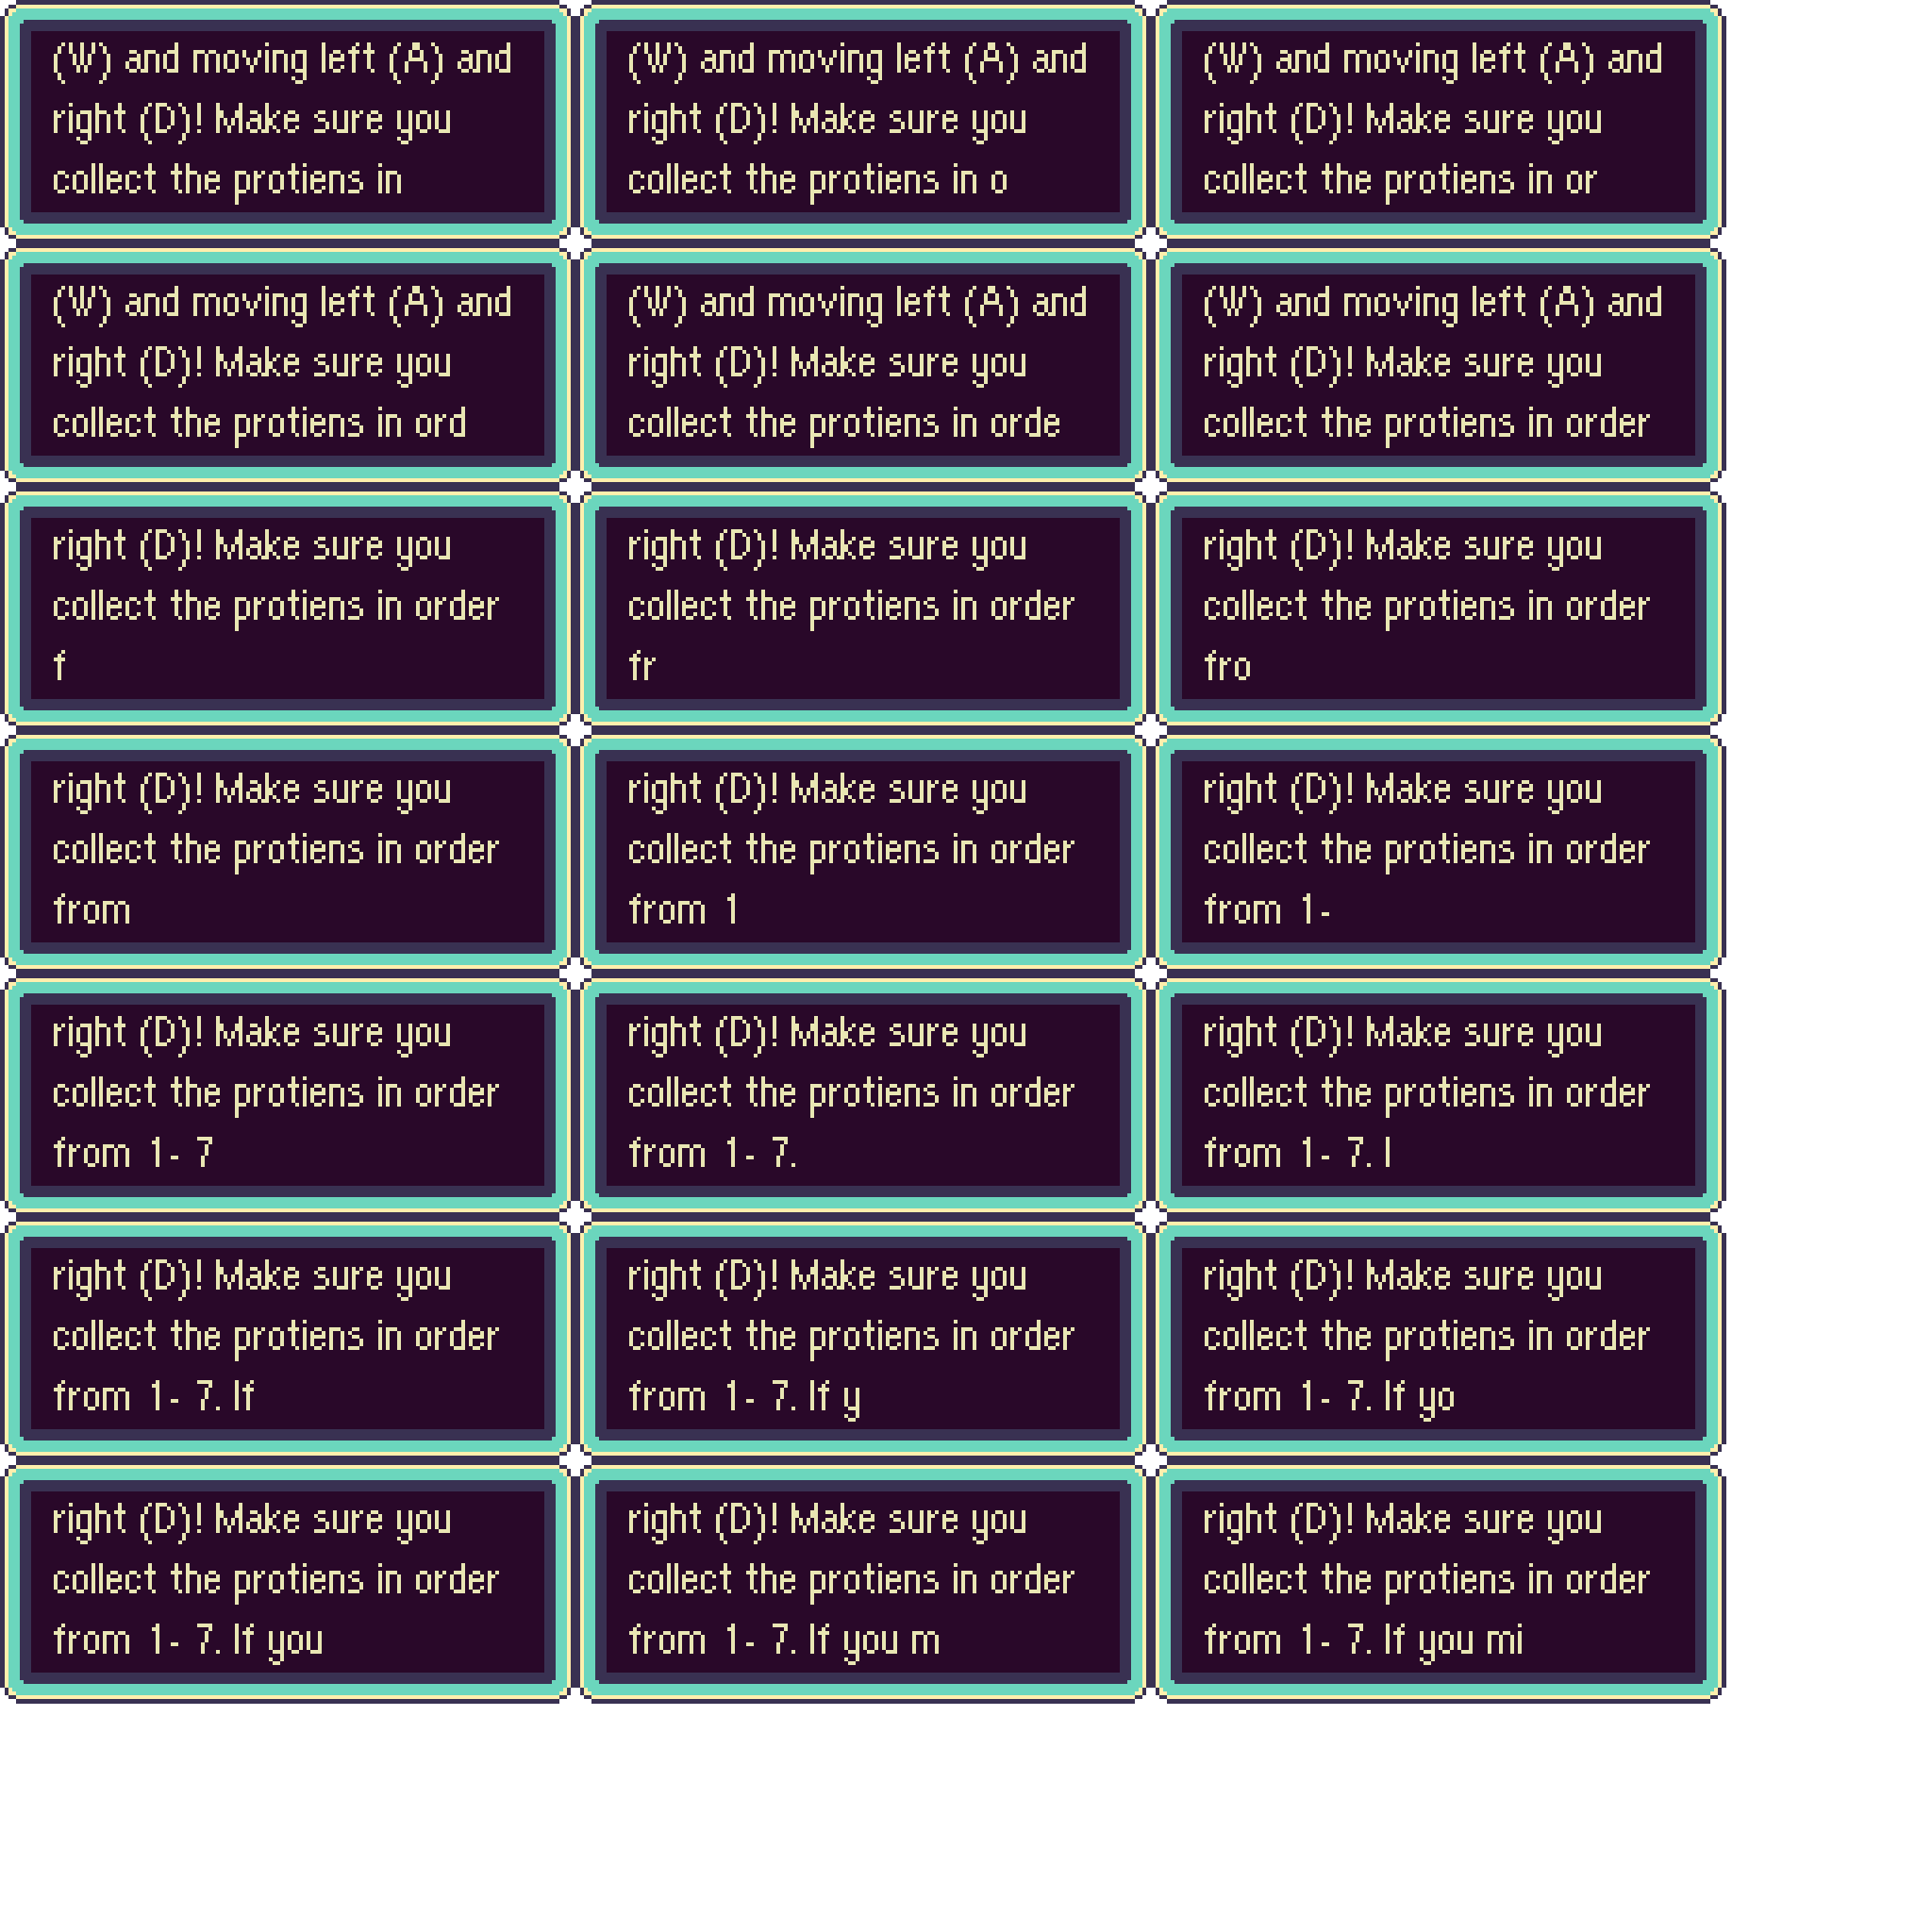 (W) and moving left (A) and
right (D)! Make sure you
collect the protiens in
(W) and moving left (A) and
right (D)! Make sure you
collect the protiens in o
(W) and moving left (A) and
right (D)! Make sure you
collect the protiens in or
(W) and moving left (A) and
right (D)! Make sure you
collect the protiens in ord
(W) and moving left (A) and
right (D)! Make sure you
collect the protiens in orde
(W) and moving left (A) and
right (D)! Make sure you
collect the protiens in order
right (D)! Make sure you
collect the protiens in order
f
right (D)! Make sure you
collect the protiens in order
fr
right (D)! Make sure you
collect the protiens in order
fro
right (D)! Make sure you
collect the protiens in order
from
right (D)! Make sure you
collect the protiens in order
from 1
right (D)! Make sure you
collect the protiens in order
from 1-
right (D)! Make sure you
collect the protiens in order
from 1- 7
right (D)! Make sure you
collect the protiens in order
from 1- 7.
right (D)! Make sure you
collect the protiens in order
from 1- 7. I
right (D)! Make sure you
collect the protiens in order
from 1- 7. If
right (D)! Make sure you
collect the protiens in order
from 1- 7. If y
right (D)! Make sure you
collect the protiens in order
from 1- 7. If yo
right (D)! Make sure you
collect the protiens in order
from 1- 7. If you
right (D)! Make sure you
collect the protiens in order
from 1- 7. If you m
right (D)! Make sure you
collect the protiens in order
from 1- 7. If you mi